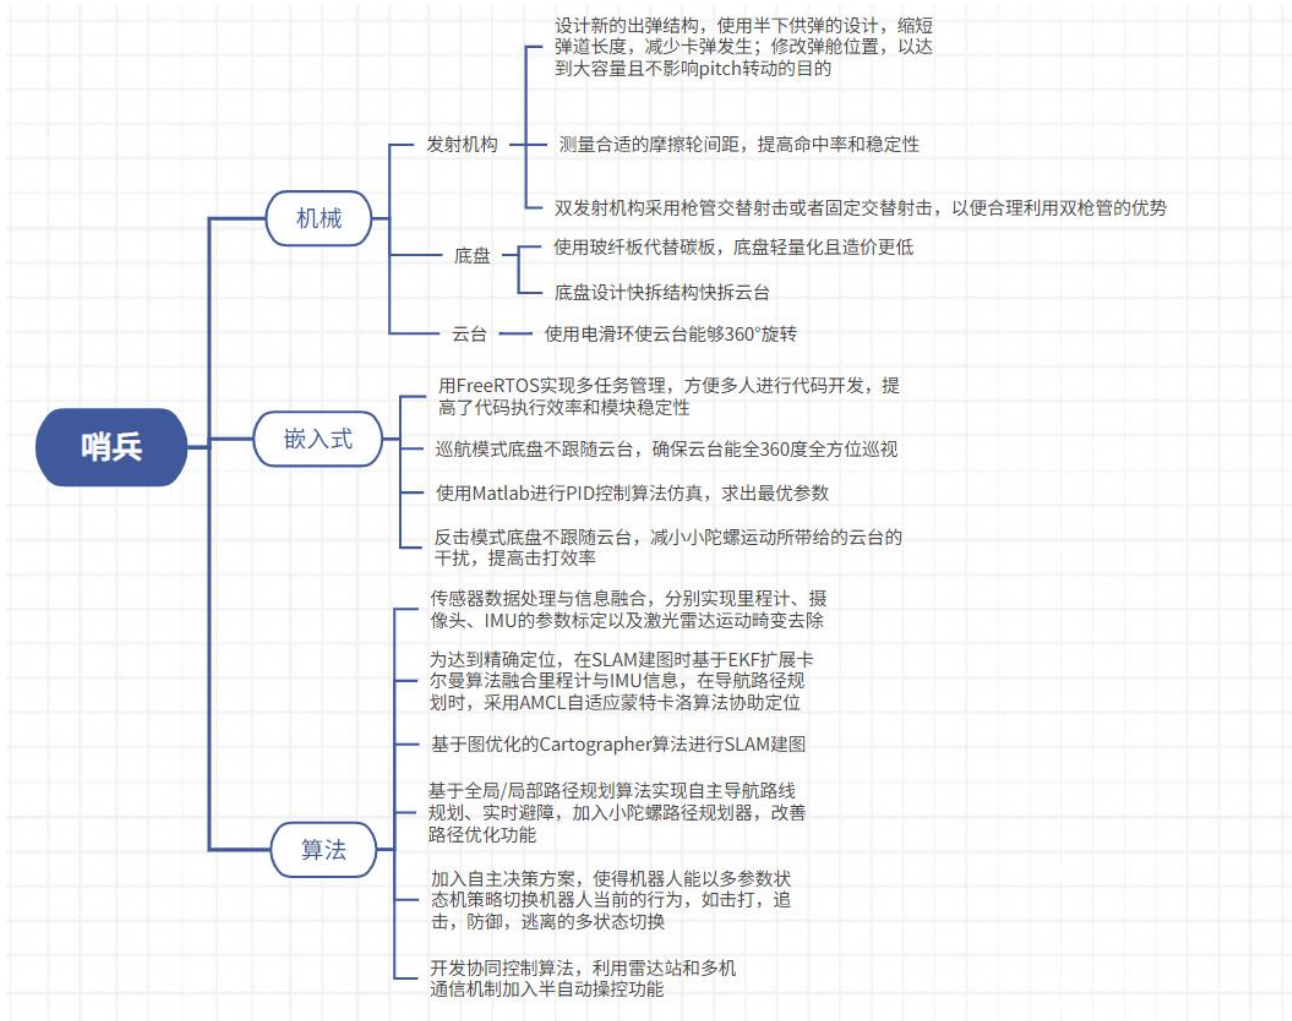 设计新的出弹结构，使用半下供弹的设计，缩短
弹道长度，减少卡弹发生；修改弹舱位置，以达
到大容量且不影响pitch转动的目的
发射机构
测量合适的摩擦轮间距，提高命中率和稳定性
机械
双发射机构采用枪管交替射击或者固定交替射击，以便合理利用双枪管的优势
底盘
使用玻纤板代替碳板，底盘轻量化且造价更低
底盘设计快拆结构快拆云台
云台
使用电滑环使云台能够360°旋转
哨兵
嵌入式
用FreeRTOS实现多任务管理，方便多人进行代码开发，提
高了代码执行效率和模块稳定性
巡航模式底盘不跟随云台，确保云台能全360度全方位巡视
使用Matlab进行PID控制算法仿真，求出最优参数
反击模式底盘不跟随云台，减小小陀螺运动所带给的云台的
干扰，提高击打效率
算法
传感器数据处理与信息融合，分别实现里程计、摄
像头、IMU的参数标定以及激光雷达运动畸变去除
为达到精确定位，在SLAM建图时基于EKF扩展卡
尔曼算法融合里程计与IMU信息，在导航路径规
划时，采用AMCL自适应蒙特卡洛算法协助定位
基于图优化的Cartographer算法进行SLAM建图
基于全局/局部路径规划算法实现自主导航路线
规划、实时避障，加入小陀螺路径规划器，改善
路径优化功能
加入自主决策方案，使得机器人能以多参数状
态机策略切换机器人当前的行为，如击打，追
击，防御，逃离的多状态切换
开发协同控制算法，利用雷达站和多机
通信机制加入半自动操控功能